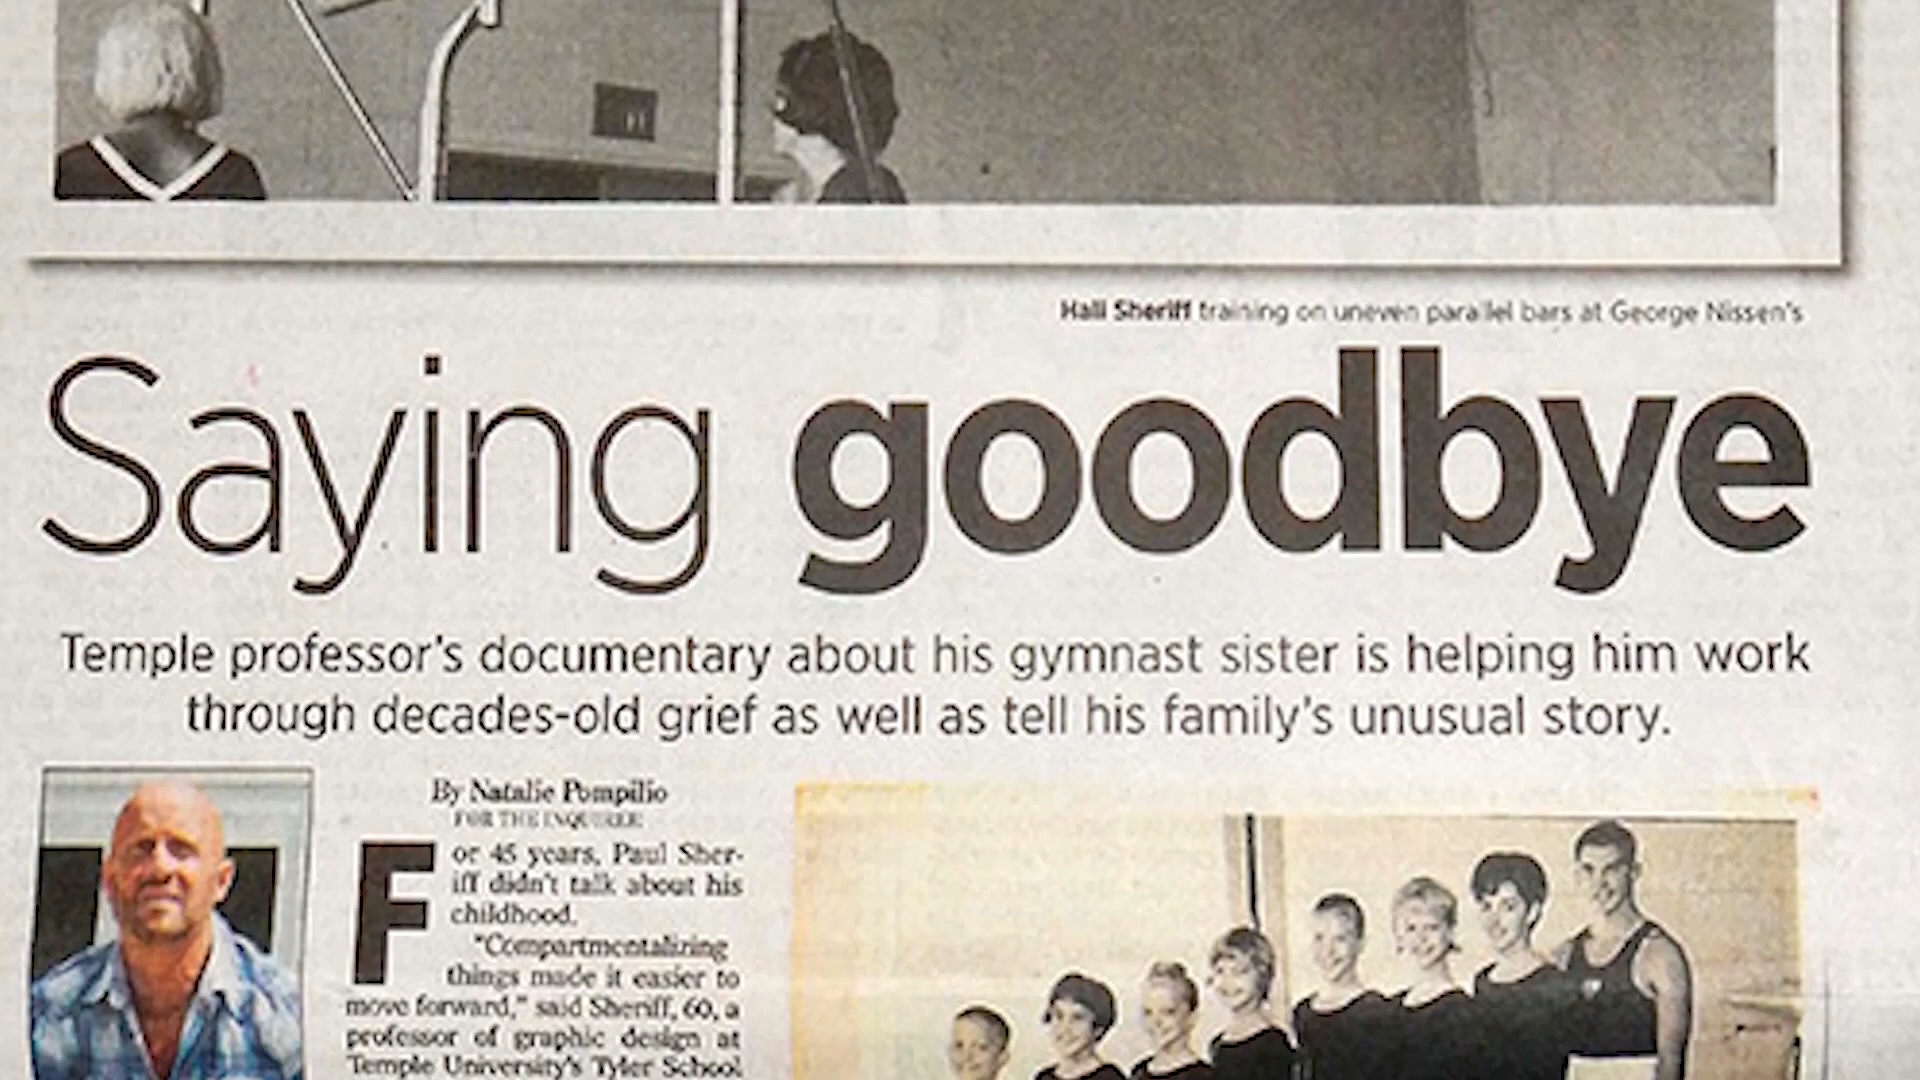 Hali Sheriff training on uneven parallel bars at George Nissen's
Saying goodbye
Temple professor's documentary about his gymnast sister is helping him work
through decades-old grief as well as tell his family's unusual story.
By Natalie Pompilio
FOR THE INQUIRER
For 45 years, Paul Sher-
iff didn't talk about his
childhood.
"Compartmentalizing
things made it easier to
move forward," said Sheriff, 60, a
professor of graphic design at
Temple University's Tyler School